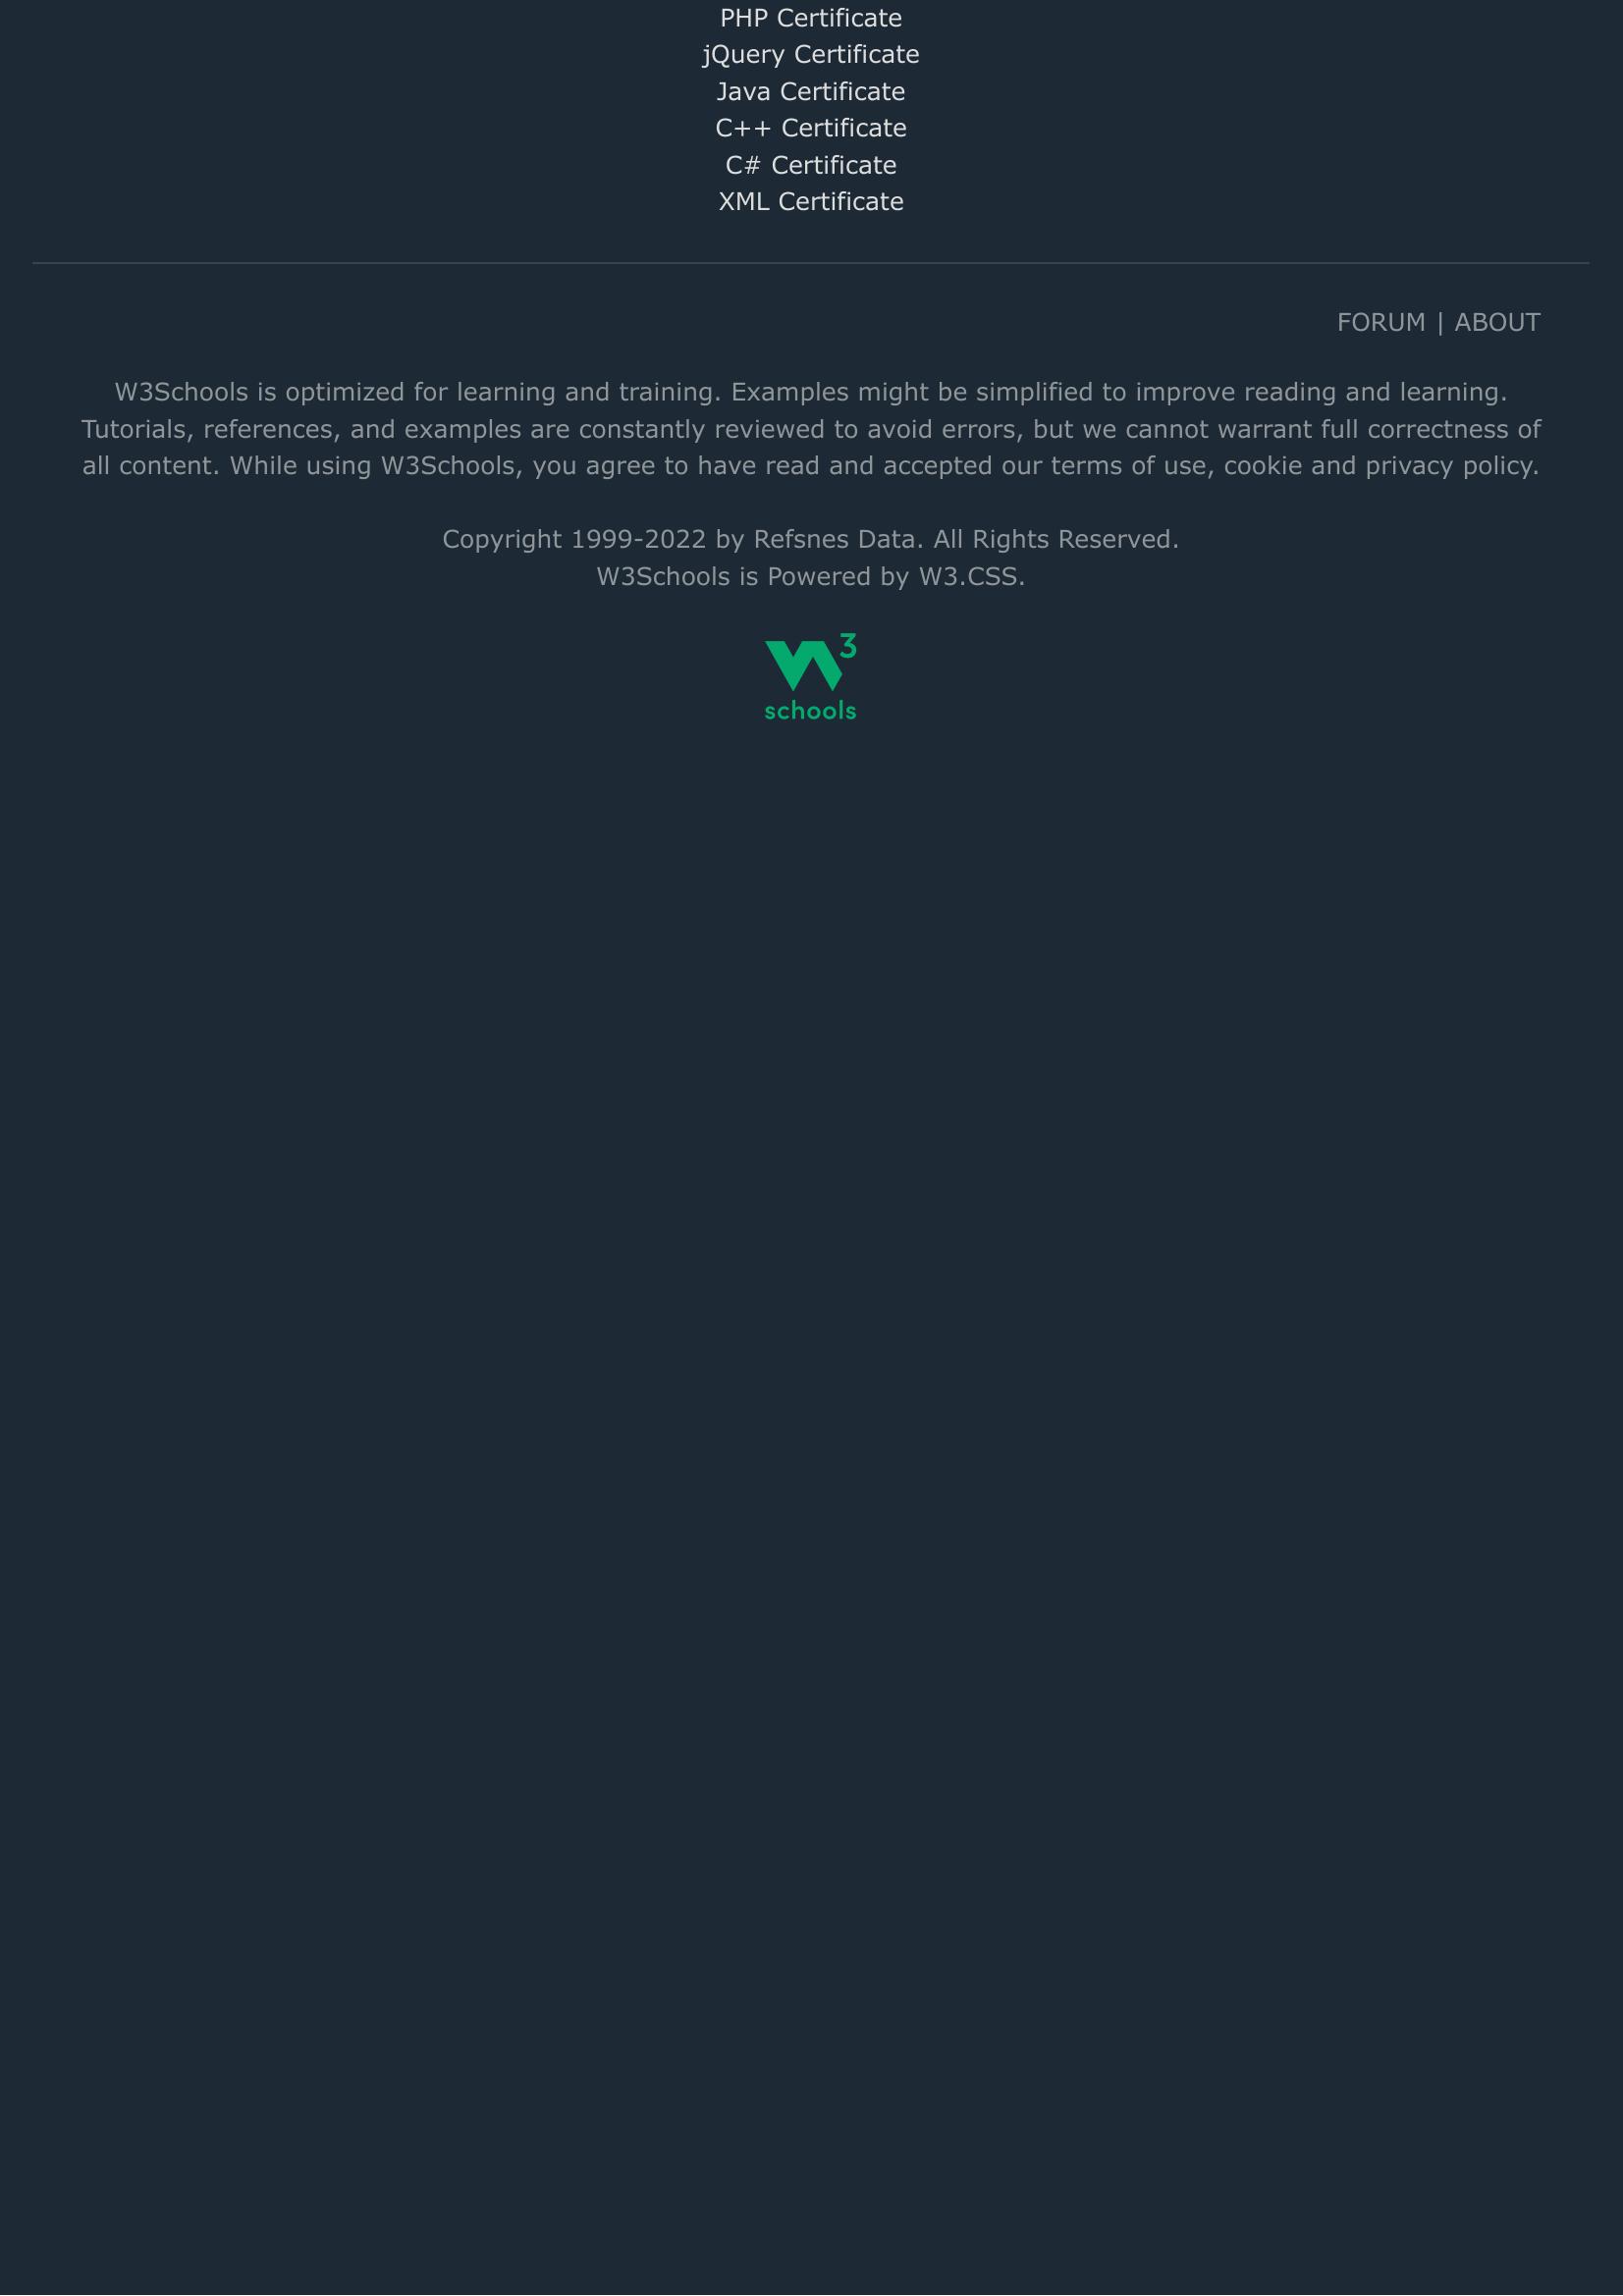 PHP Certificate
jQuery Certificate
Java Certificate
C++ Certificate
C# Certificate
XML Certificate
FORUM | ABOUT
W3Schools is optimized for learning and training. Examples might be simplified to improve reading and learning.
Tutorials, references, and examples are constantly reviewed to avoid errors, but we cannot warrant full correctness of
all content. While using W3Schools, you agree to have read and accepted our terms of use, cookie and privacy policy.
Copyright 1999-2022 by Refsnes Data. All Rights Reserved.
W3Schools is Powered by W3.CSS.
W3
schools